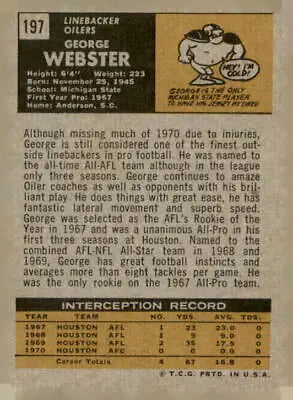 197
LINEBACKER
OILERS
GEORGE
WEBSTER
Height: 6'4" Weight: 223
Born: November 25, 1945
School: Michigan State
First Year Pro: 1967
Home: Anderson, S.C.
HEY! I'M
COLD!
GEORGE IS THE ONLY
MICHIGAN STATE PLAYER
TO HAVE HIS JERSEY RETIRED
Although missing much of 1970 due to injuries,
George is still considered one of the finest out-
side linebackers in pro football. He was named to
the all-time All-AFL team although in the league
only three seasons. George continues to amaze
Oiler coaches as well as opponents with his bril-
liant play. He does things with great ease, he has
fantastic lateral movement and superb speed.
George was selected as the AFL's Rookie of the
Year in 1967 and was a unanimous All-Pro in his
first three seasons at Houston. Named to the
combined AFL-NFL All-Star team in 1968 and
1969, George has great football instincts and
averages more than eight tackles per game. He
was the only rookie in 1967 to be named All-Pro.
INTERCEPTION RECORD
YEAR TEAM NO. YDS. AVG. TD
1967 HOUSTON AFL 1 23 23.0 0
1968 HOUSTON AFL 1 9 9.0 0
1969 HOUSTON AFL 2 35 17.5 0
1970 HOUSTON AFC 0 0 0 0
Career Totals 4 67 16.8 0
© T.C.G. PRTD. IN U.S.A.